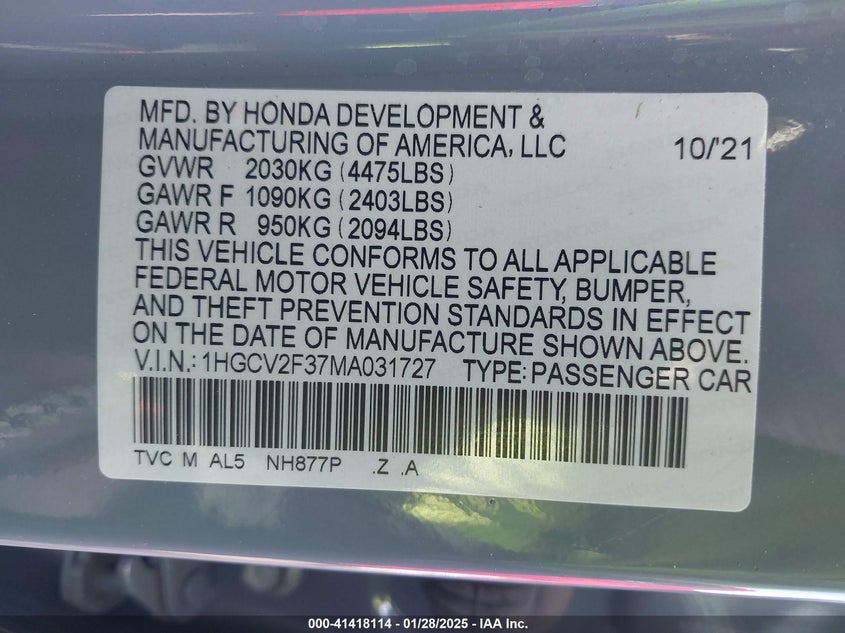 MFD. BY HONDA DEVELOPMENT &
MANUFACTURING OF AMERICA, LLC 10/'21
GVWR 2030KG (4475LBS)
GAWR F 1090KG (2403LBS)
GAWR R 950KG (2094LBS)
THIS VEHICLE CONFORMS TO ALL APPLICABLE
FEDERAL MOTOR VEHICLE SAFETY, BUMPER,
AND THEFT PREVENTION STANDARDS IN EFFECT
ON THE DATE OF MANUFACTURE SHOWN ABOVE.
V.I.N.: 1HGCV2F37MA031727 TYPE: PASSENGER CAR
TVC M AL5 NH877P .Z .A
000-41418114 — 01/28/2025 — IAA Inc.